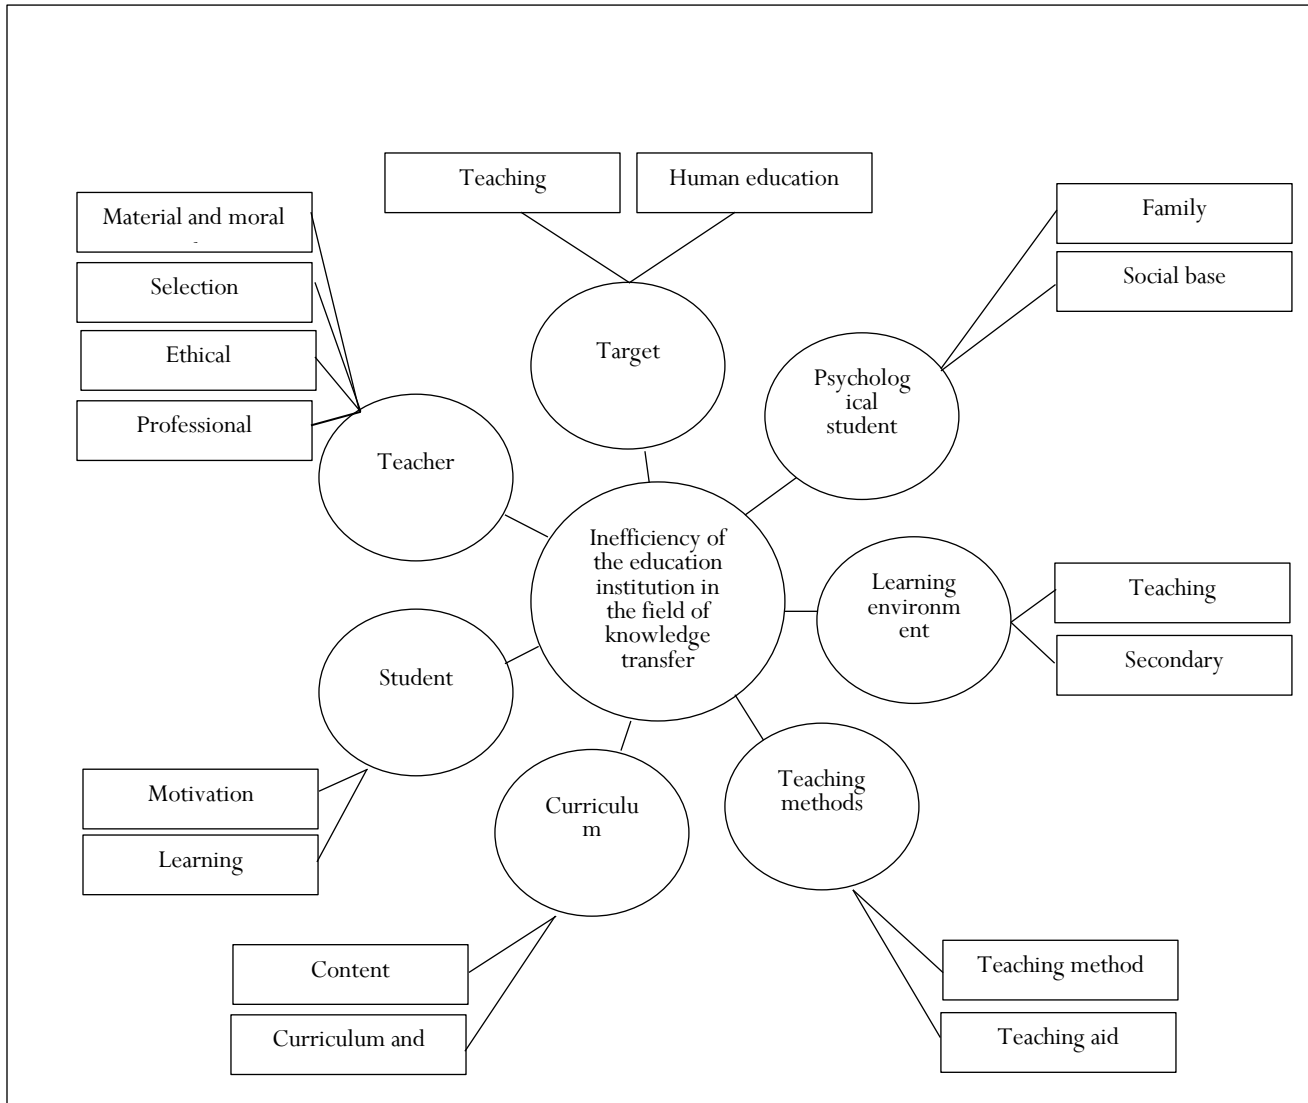 Teaching
Human education
Material and moral
Selection
Ethical
Professional
Family
Social base
Target
Psycholog
ical
student
Teacher
Inefficiency of
the education
institution in
the field of
knowledge
transfer
Learning
environm
ent
Teaching
Secondary
Student
Motivation
Learning
Curriculu
m
Teaching
methods
Content
Curriculum and
Teaching method
Teaching aid